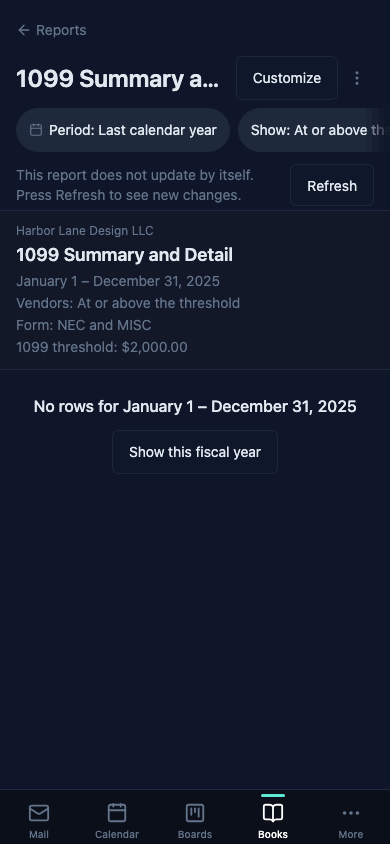 Reports
1099 Summary a...
Customize
Period: Last calendar year
Show: At or above th
This report does not update by itself.
Press Refresh to see new changes.
Refresh
Harbor Lane Design LLC
1099 Summary and Detail
January 1 – December 31, 2025
Vendors: At or above the threshold
Form: NEC and MISC
1099 threshold: $2,000.00
No rows for January 1 – December 31, 2025
Show this fiscal year
Mail
Calendar
Boards
Books
More